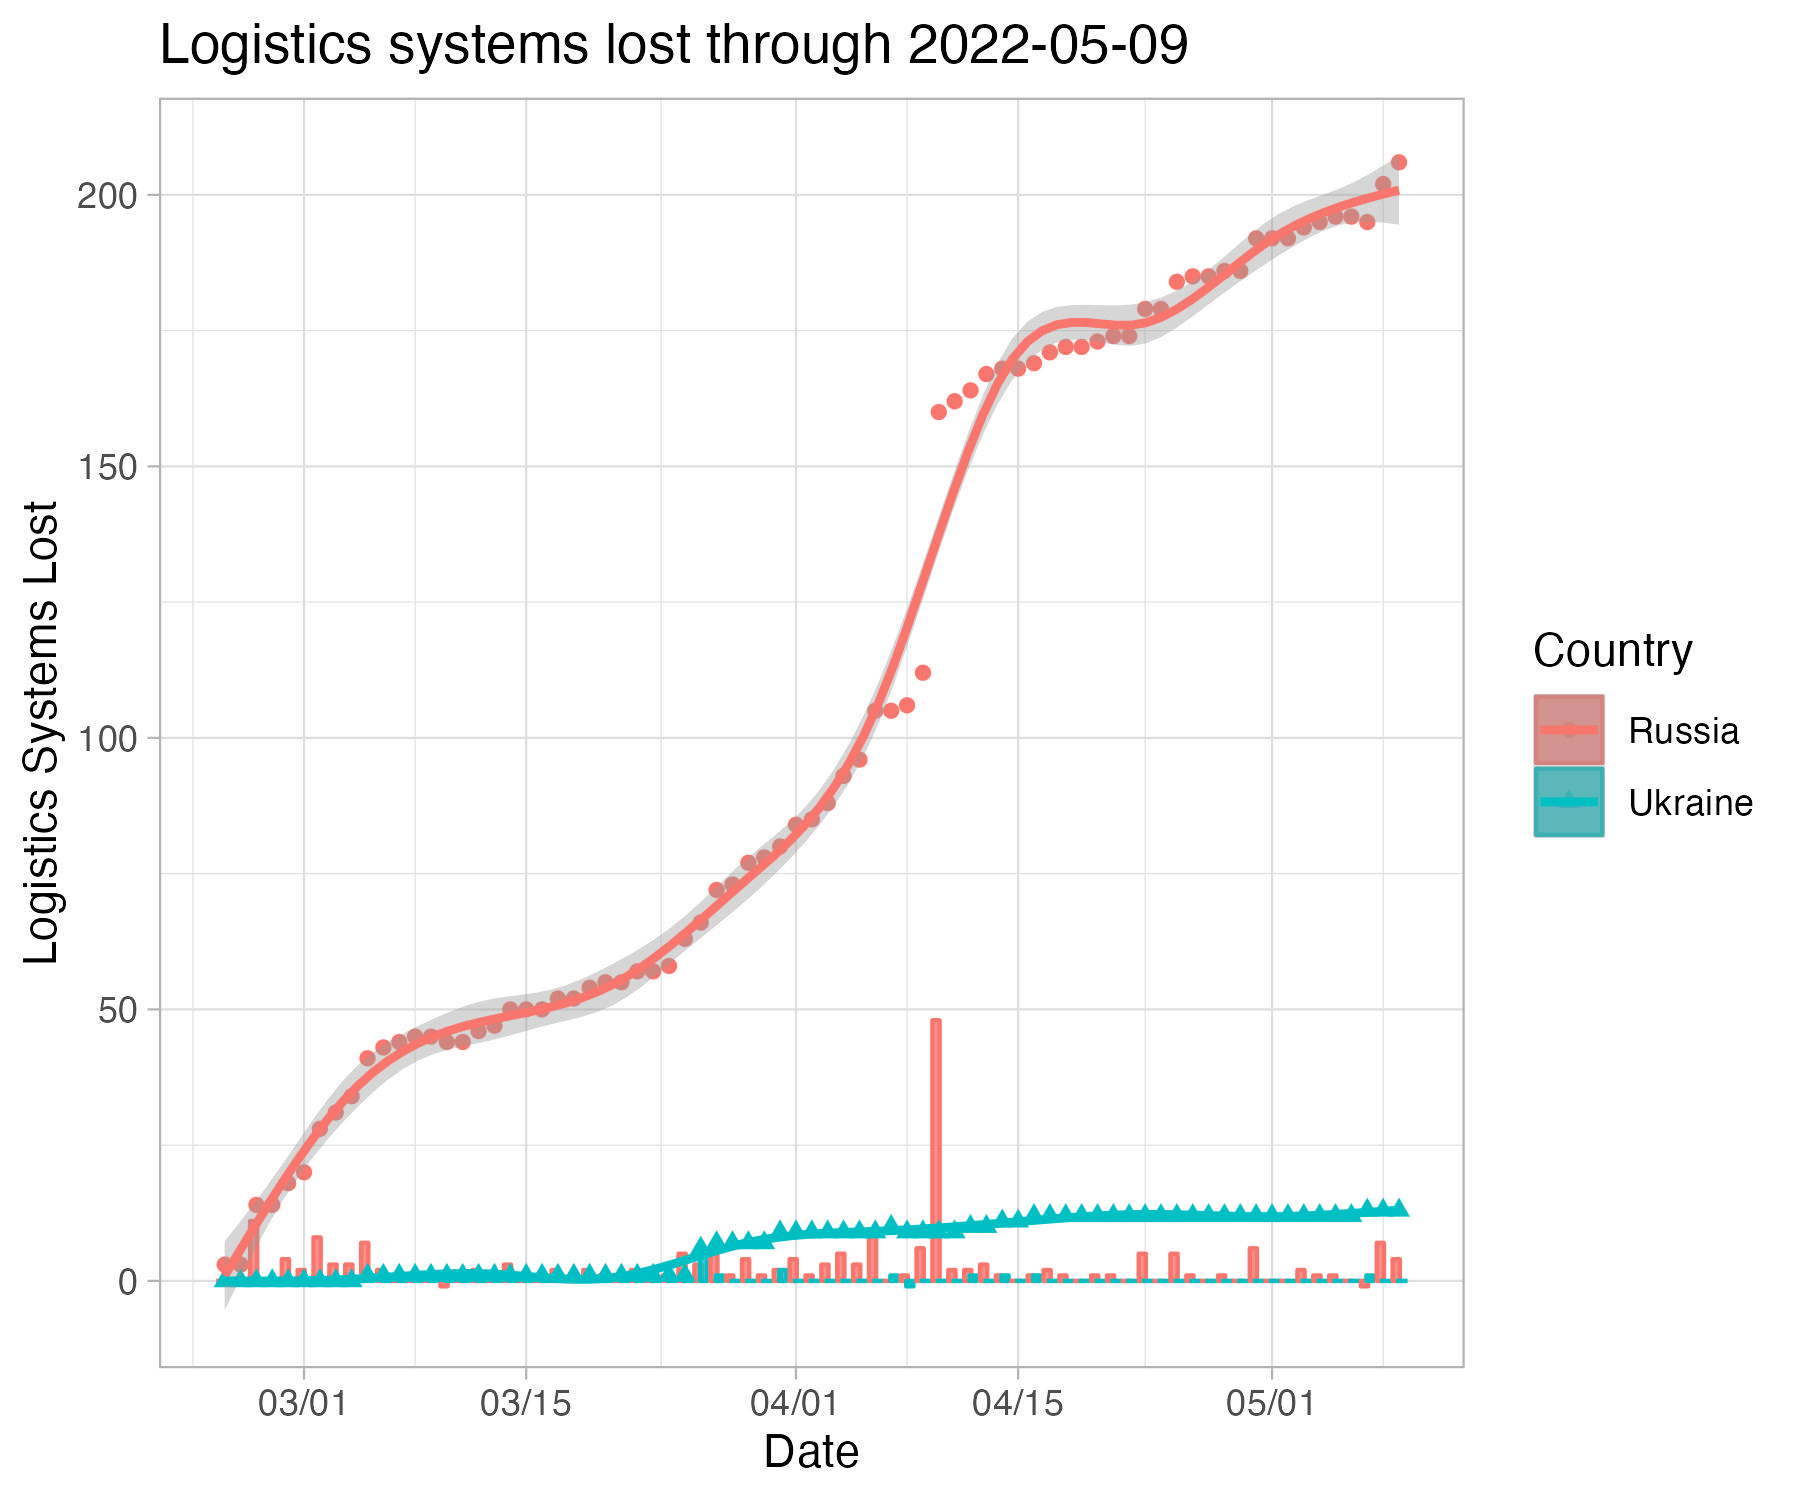 Logistics systems lost through 2022-05-09
Logistics Systems Lost
200
150
100
50
0
03/01 03/15 04/01 04/15 05/01
Date
Country
Russia
Ukraine